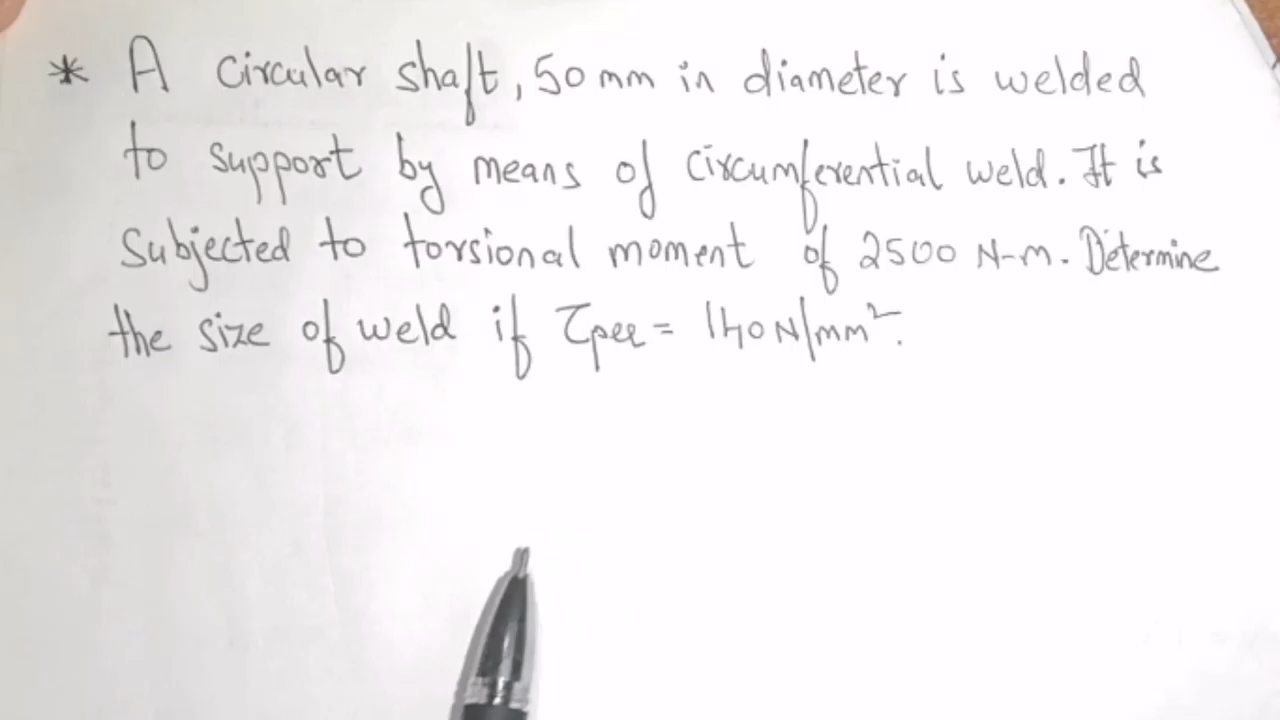 * A circular shaft, 50 mm in diameter is welded
to support by means of circumferential weld. It is
subjected to torsional moment of 2500 N-m. Determine
the size of weld if τper = 140 N/mm².